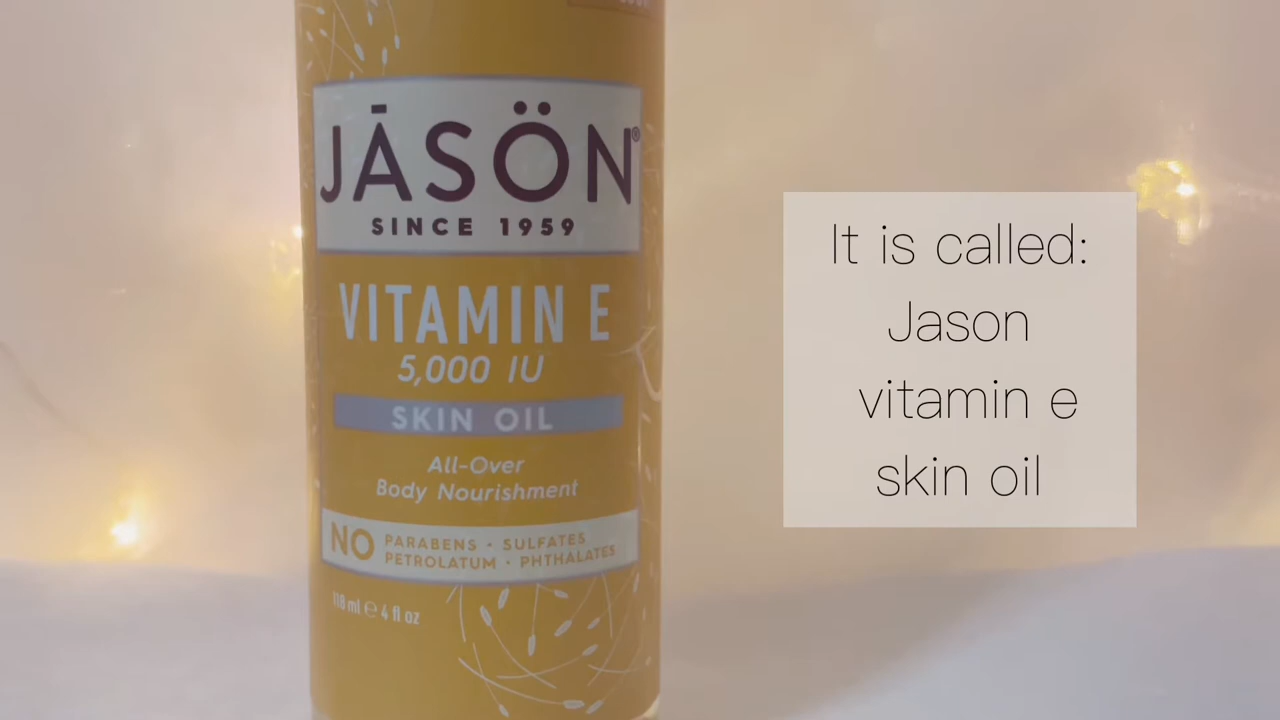 JĀSÖN®
SINCE 1959
VITAMIN E
5,000 IU
SKIN OIL
All-Over
Body Nourishment
NO PARABENS • SULFATES
PETROLATUM • PHTHALATES
118 ml ℮ 4 fl oz
It is called:
Jason
vitamin e
skin oil